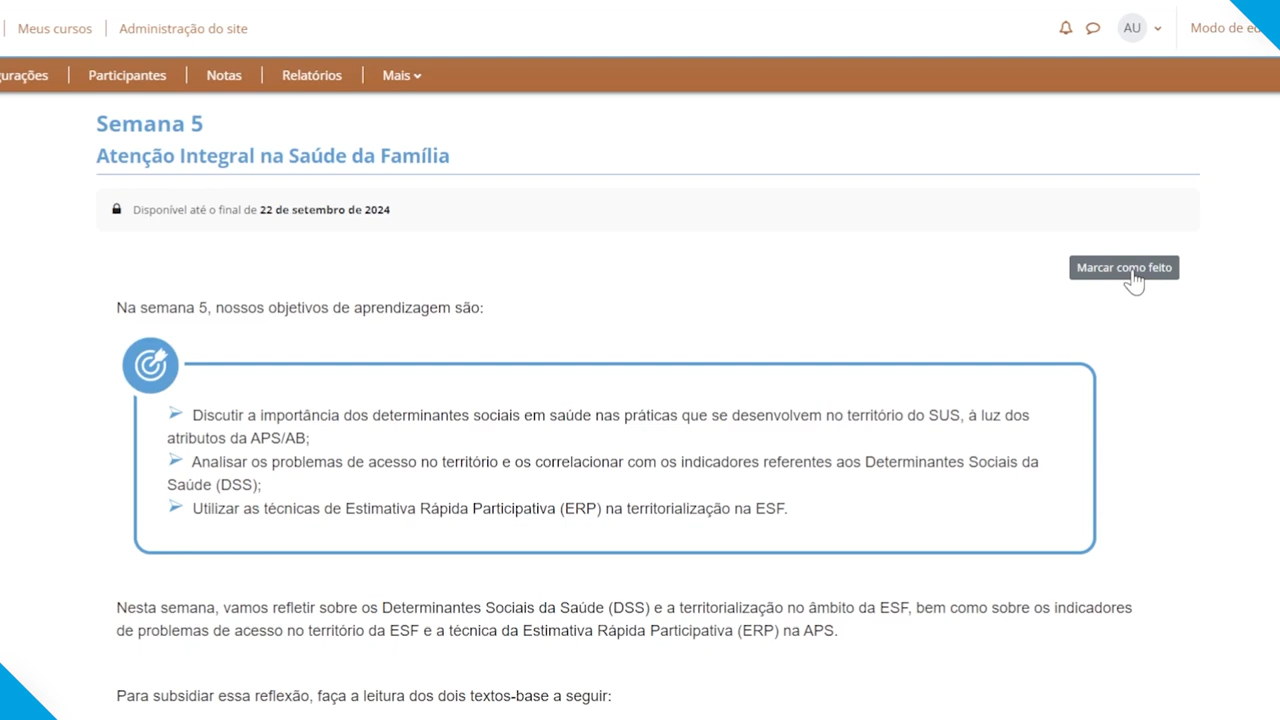 Meus cursos Administração do site AU Modo de
Participantes Notas Relatórios Mais
Semana 5
Atenção Integral na Saúde da Família
Disponível até o final de 22 de setembro de 2024
Marcar como feito
Na semana 5, nossos objetivos de aprendizagem são:
Discutir a importância dos determinantes sociais em saúde nas práticas que se desenvolvem no território do SUS, à luz dos
atributos da APS/AB;
Analisar os problemas de acesso no território e os correlacionar com os indicadores referentes aos Determinantes Sociais da
Saúde (DSS);
Utilizar as técnicas de Estimativa Rápida Participativa (ERP) na territorialização na ESF.
Nesta semana, vamos refletir sobre os Determinantes Sociais da Saúde (DSS) e a territorialização no âmbito da ESF, bem como sobre os indicadores
de problemas de acesso no território da ESF e a técnica da Estimativa Rápida Participativa (ERP) na APS.
Para subsidiar essa reflexão, faça a leitura dos dois textos-base a seguir: